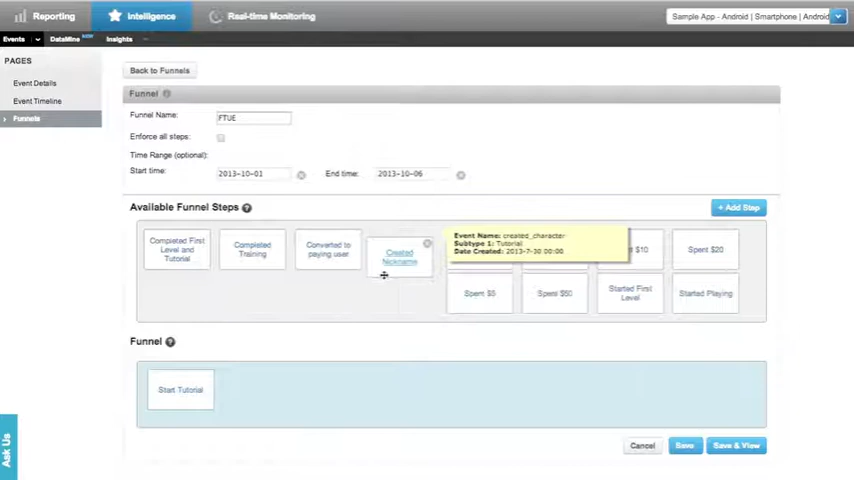 Reporting
Intelligence
Real-time Monitoring
Sample App - Android | Smartphone | Android
Events
DataMine
Insights
PAGES
Event Details
Event Timeline
Funnels
Back to Funnels
Funnel
Funnel Name:
FTUE
Enforce all steps:
Time Range (optional):
Start time:
2013-10-01
End time:
2013-10-06
Available Funnel Steps
+ Add Step
Completed First
Level and
Tutorial
Completed
Training
Converted to
paying user
Created
Nickname
Event Name: created_character
Subtype 1: Tutorial
Date Created: 2013-7-30 00:00
$10
Spent $20
Spent $5
Spent $50
Started First
Level
Started Playing
Funnel
Start Tutorial
Cancel
Save
Save & View
Ask Us